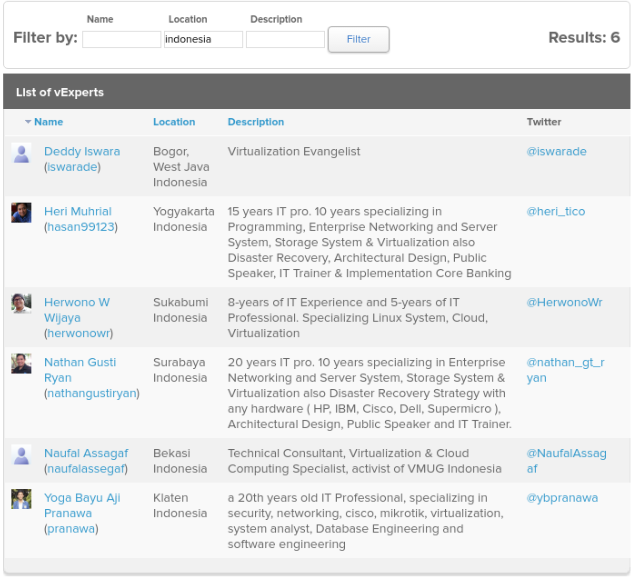 Name Location Description
Filter by: indonesia Filter Results: 6
LIst of vExperts
Name Location Description Twitter
Deddy Iswara Bogor, Virtualization Evangelist @iswarade
(iswarade) West Java
Indonesia
Heri Muhrial Yogyakarta 15 years IT pro. 10 years specializing in @heri_tico
(hasan99123) Indonesia Programming, Enterprise Networking and Server
System, Storage System & Virtualization also
Disaster Recovery, Architectural Design, Public
Speaker, IT Trainer & Implementation Core Banking
Herwono W Sukabumi 8-years of IT Experience and 5-years of IT @HerwonoWr
Wijaya Indonesia Professional. Specializing Linux System, Cloud,
(herwonowr) Virtualization
Nathan Gusti Surabaya 20 years IT pro. 10 years specializing in Enterprise @nathan_gt_r
Ryan Indonesia Networking and Server System, Storage System & yan
(nathangustiryan) Virtualization also Disaster Recovery Strategy with
any hardware ( HP, IBM, Cisco, Dell, Supermicro ),
Architectural Design, Public Speaker and IT Trainer.
Naufal Assagaf Bekasi Technical Consultant, Virtualization & Cloud @NaufalAssag
(naufalassegaf) Indonesia Computing Specialist, activist of VMUG Indonesia af
Yoga Bayu Aji Klaten a 20th years old IT Professional, specializing in @ybpranawa
Pranawa Indonesia security, networking, cisco, mikrotik, virtualization,
(pranawa) system analyst, Database Engineering and
software engineering